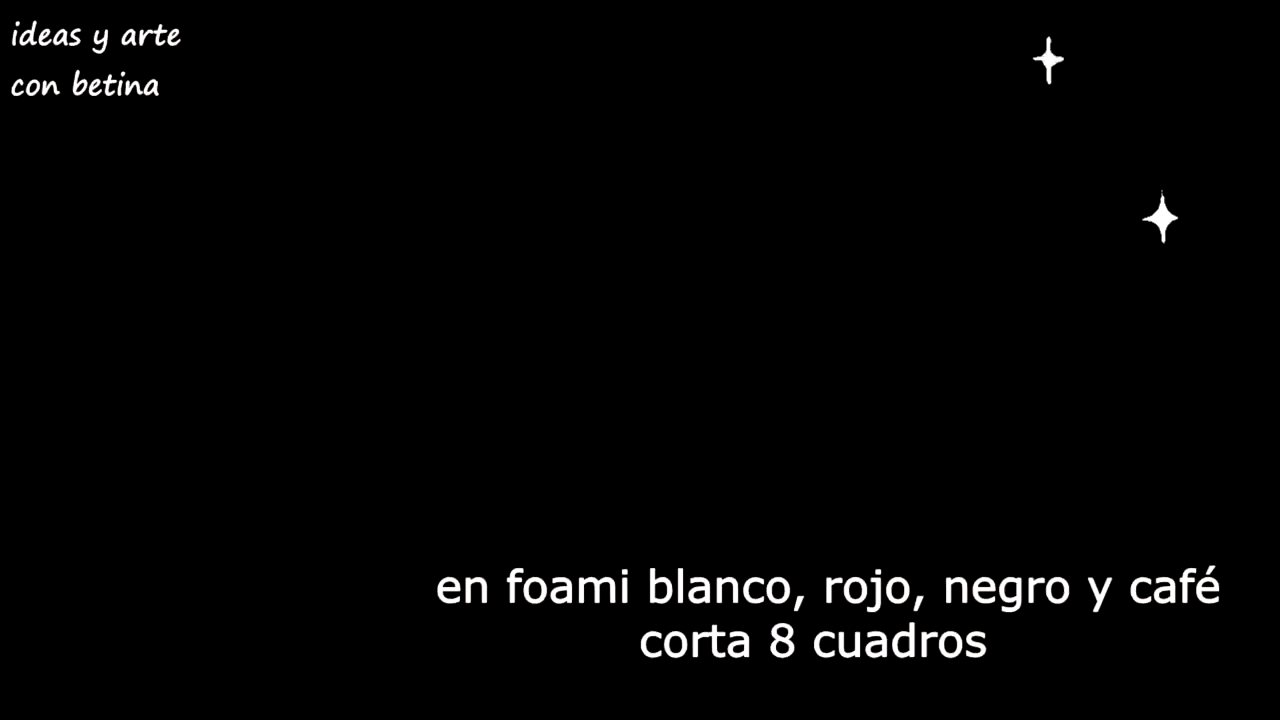 ideas y arte
con betina
en foami blanco, rojo, negro y café
corta 8 cuadros